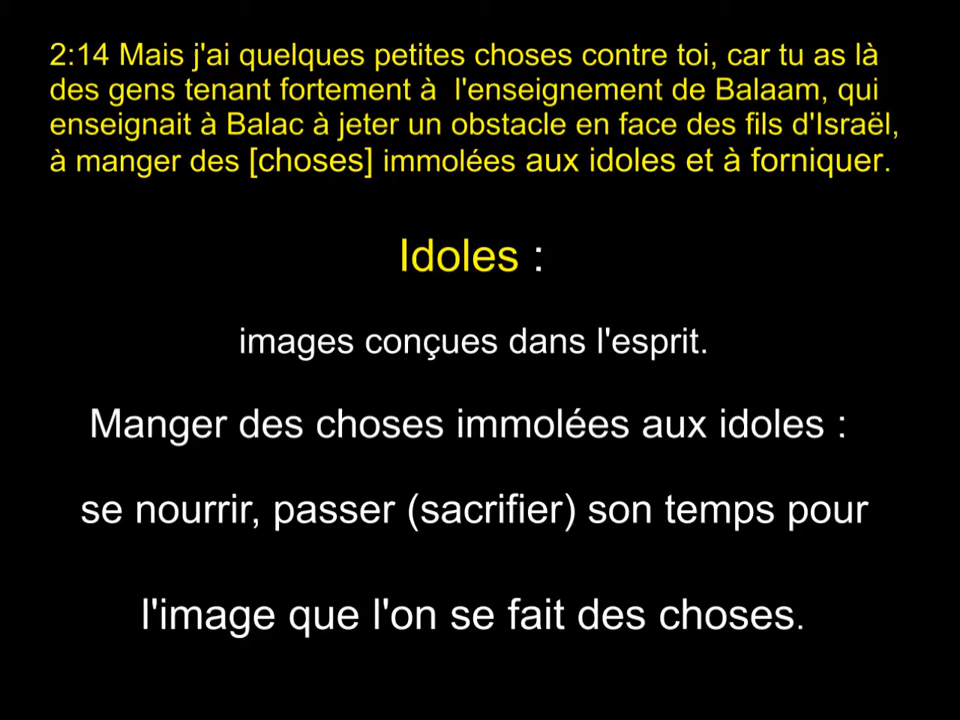 2:14 Mais j'ai quelques petites choses contre toi, car tu as là
des gens tenant fortement à  l'enseignement de Balaam, qui
enseignait à Balac à jeter un obstacle en face des fils d'Israël,
à manger des [choses] immolées aux idoles et à forniquer.
Idoles :
images conçues dans l'esprit.
Manger des choses immolées aux idoles :
se nourrir, passer (sacrifier) son temps pour
l'image que l'on se fait des choses.